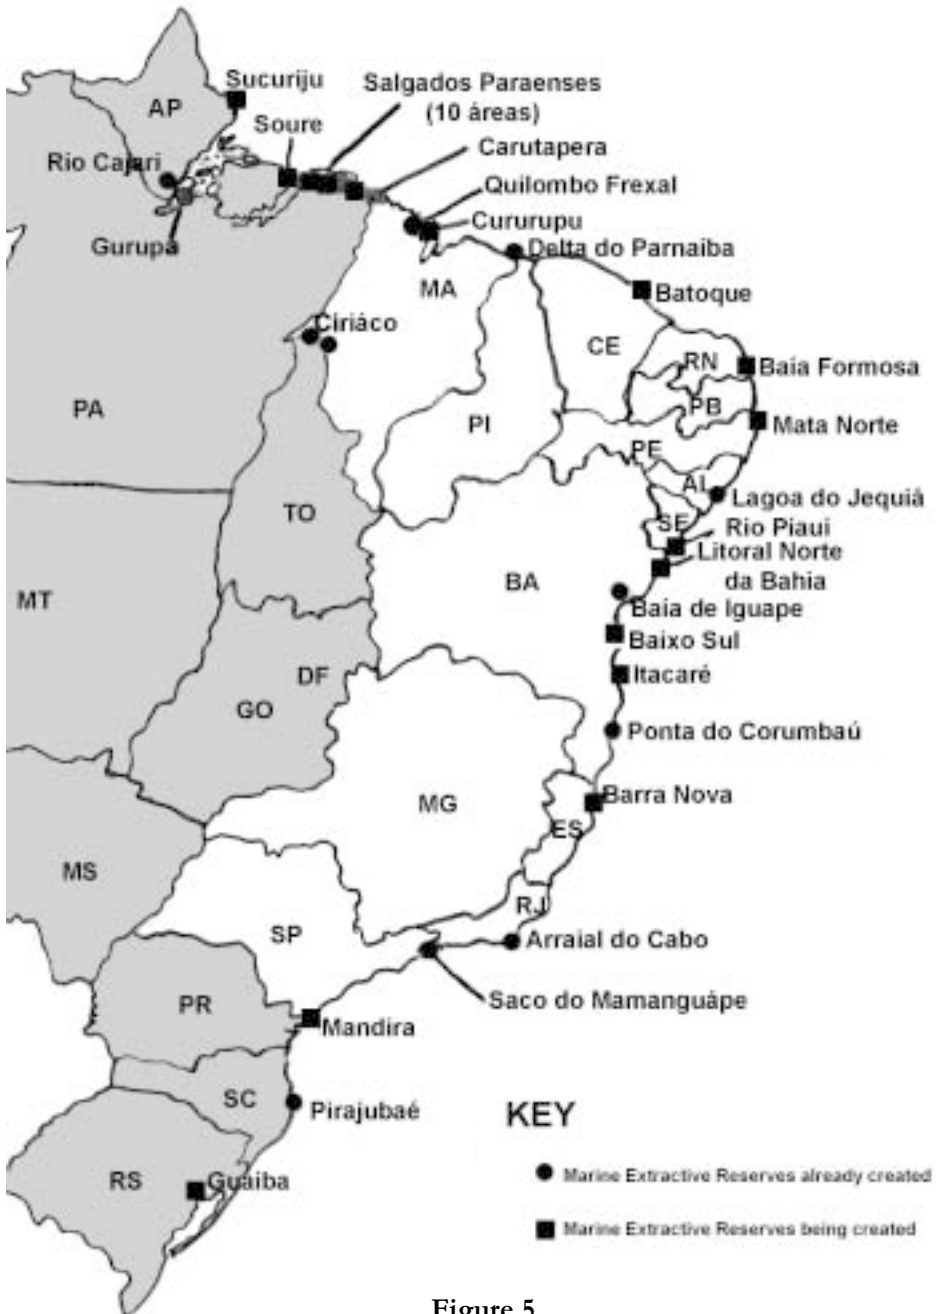 Sucuriju
Salgados Paraenses
(10 áreas)
AP
Soure
Carutapera
Rio Cajari
Quilombo Frexal
Cururupu
Gurupá
Delta do Parnaiba
MA
Batoque
Ciriáco
CE
RN
Baia Formosa
PA
PB
PI
Mata Norte
PE
AL
Lagoa do Jequiá
TO
SE
Rio Piaui
Litoral Norte
da Bahia
BA
MT
Baia de Iguape
Baixo Sul
DF
Itacaré
GO
Ponta do Corumbaú
MG
Barra Nova
ES
MS
RJ
SP
Arraial do Cabo
Saco do Mamanguápe
PR
Mandira
SC
Pirajubaé
KEY
RS
Guaiba
Marine Extractive Reserves already created
Marine Extractive Reserves being created
Figure 5